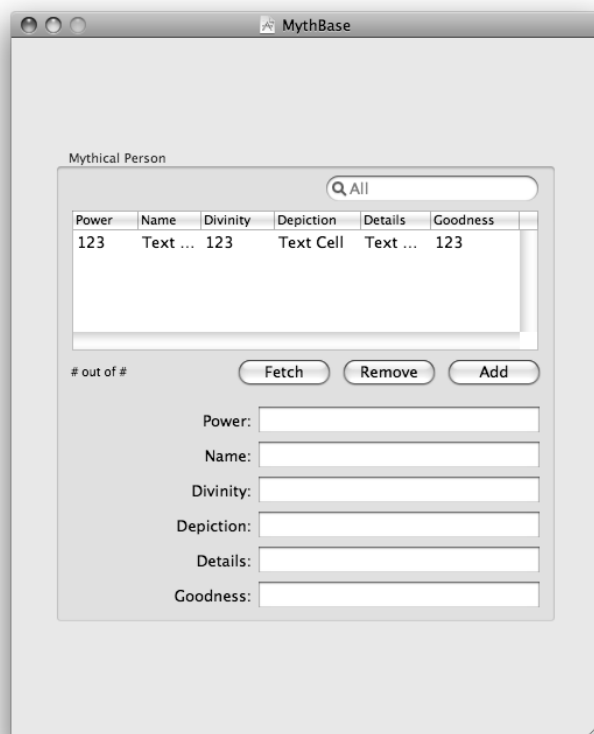 MythBase
Mythical Person
All
Power Name Divinity Depiction Details Goodness
123 Text ... 123 Text Cell Text ... 123
# out of # Fetch Remove Add
Power:
Name:
Divinity:
Depiction:
Details:
Goodness: